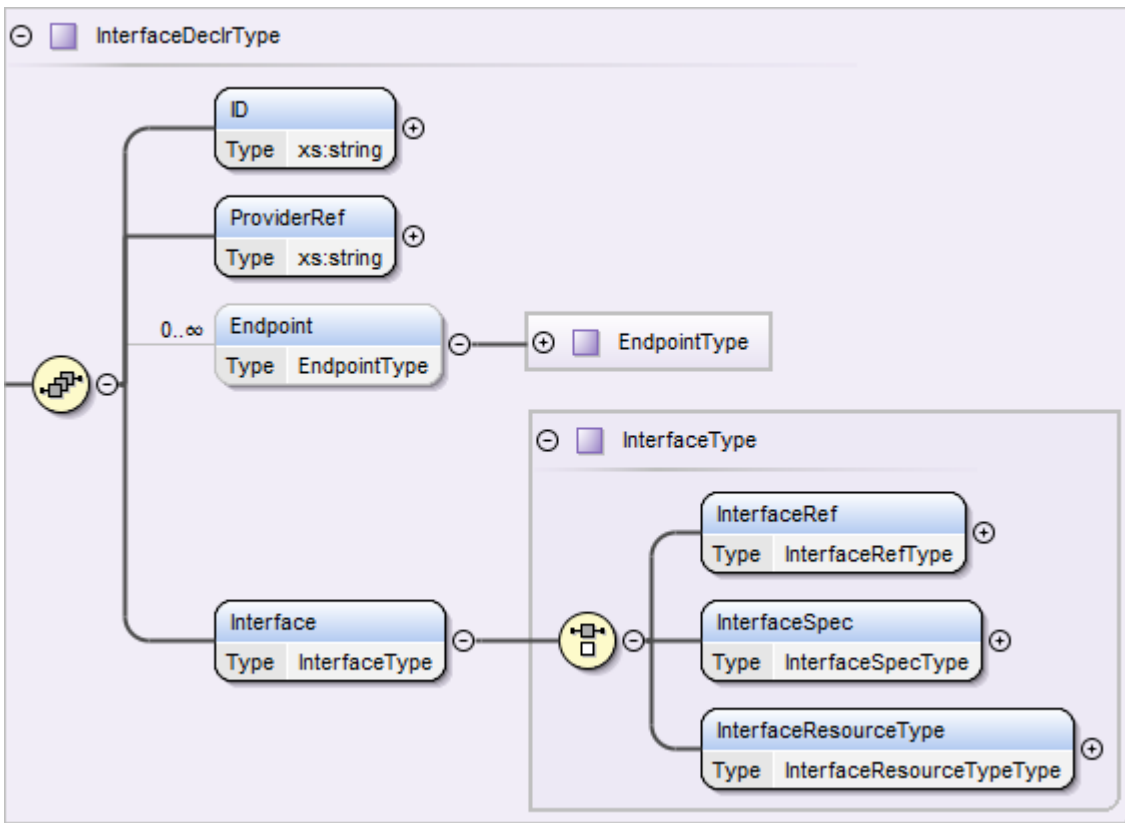 InterfaceDeclrType
ID
Type xs:string
ProviderRef
Type xs:string
0..∞
Endpoint
Type EndpointType
EndpointType
InterfaceType
InterfaceRef
Type InterfaceRefType
Interface
Type InterfaceType
InterfaceSpec
Type InterfaceSpecType
InterfaceResourceType
Type InterfaceResourceTypeType